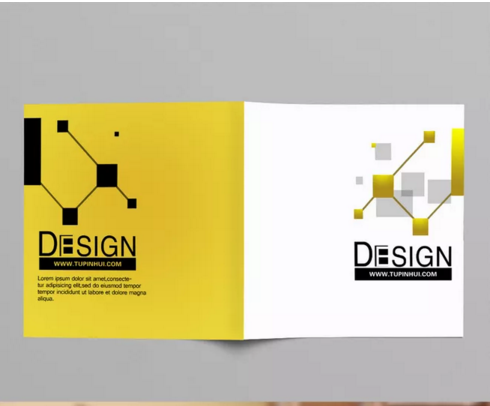 DESIGN
WWW.TUPINHUI.COM
Lorem ipsum dolor sit amet,consecte-
tur adipisicing elit,sed do eiusmod tempor
tempor incididunt ut labore et dolore magna
aliqua.
DESIGN
WWW.TUPINHUI.COM